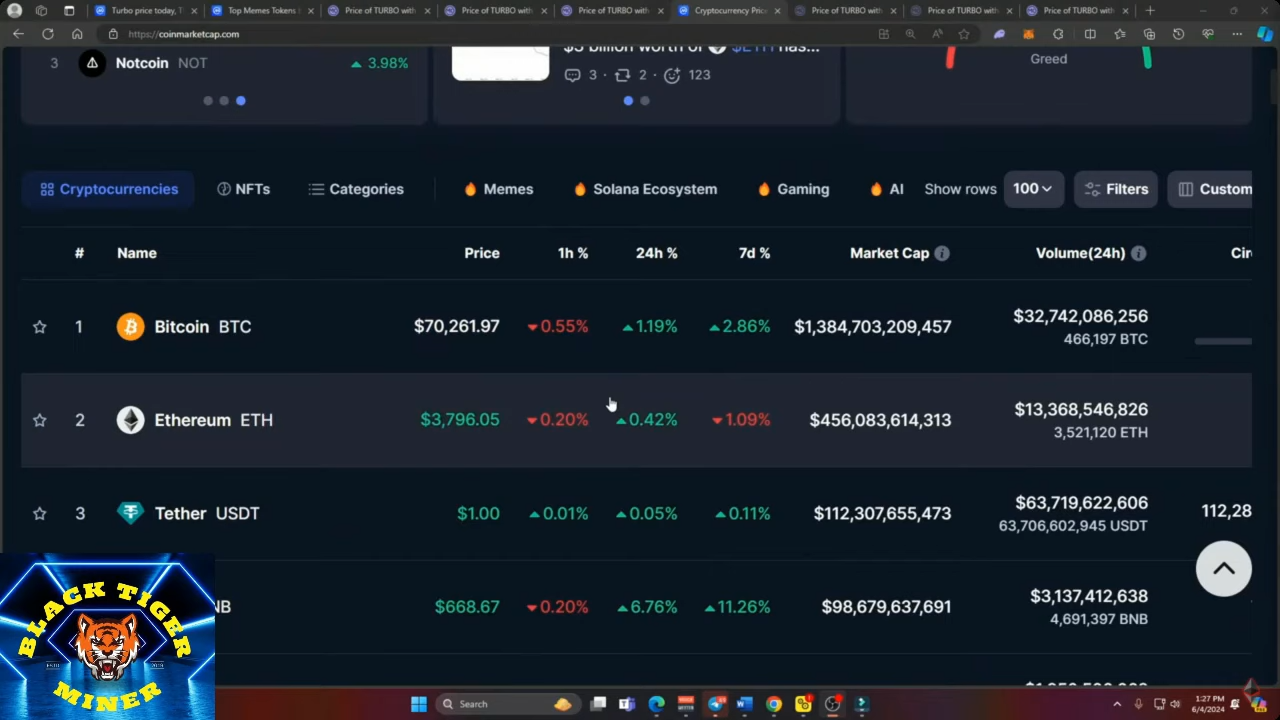 Turbo price today, T
Top Memes Tokens
Price of TURBO with
Price of TURBO with
Price of TURBO with
Cryptocurrency Pric
Price of TURBO with
Price of TURBO with
Price of TURBO with
https://coinmarketcap.com
3 Notcoin NOT 3.98%
$3 billion worth of $ETH has...
3 · 2 · 123
Greed
Cryptocurrencies NFTs Categories Memes Solana Ecosystem Gaming AI Show rows 100 Filters Custom
# Name Price 1h % 24h % 7d % Market Cap Volume(24h) Cir
1 Bitcoin BTC $70,261.97 0.55% 1.19% 2.86% $1,384,703,209,457 $32,742,086,256
466,197 BTC
2 Ethereum ETH $3,796.05 0.20% 0.42% 1.09% $456,083,614,313 $13,368,546,826
3,521,120 ETH
3 Tether USDT $1.00 0.01% 0.05% 0.11% $112,307,655,473 $63,719,622,606 112,28
63,706,602,945 USDT
NB $668.67 0.20% 6.76% 11.26% $98,679,637,691 $3,137,412,638
4,691,397 BNB
BLACK TIGER
MINER
Search
1:27 PM
6/4/2024